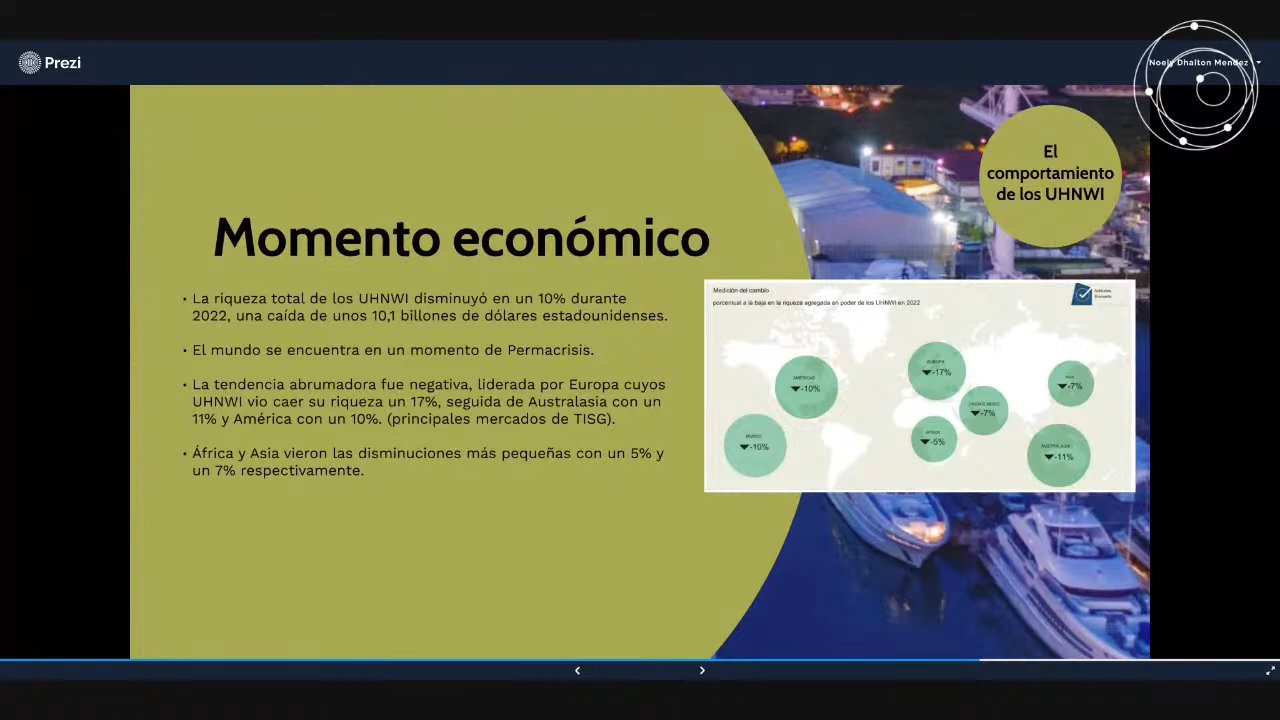 Prezi
Noely Dhalton Mendez
El
comportamiento
de los UHNWI
Momento económico
• La riqueza total de los UHNWI disminuyó en un 10% durante
2022, una caída de unos 10,1 billones de dólares estadounidenses.
• El mundo se encuentra en un momento de Permacrisis.
• La tendencia abrumadora fue negativa, liderada por Europa cuyos
UHNWI vio caer su riqueza un 17%, seguida de Australasia con un
11% y América con un 10%. (principales mercados de TISG).
• África y Asia vieron las disminuciones más pequeñas con un 5% y
un 7% respectivamente.
Medición del cambio
porcentual a la baja en la riqueza agregada en poder de los UHNWI en 2022
AMÉRICAS
-10%
EUROPA
-17%
ORIENTE MEDIO
-7%
ASIA
-7%
MUNDO
-10%
ÁFRICA
-5%
AUSTRALASIA
-11%